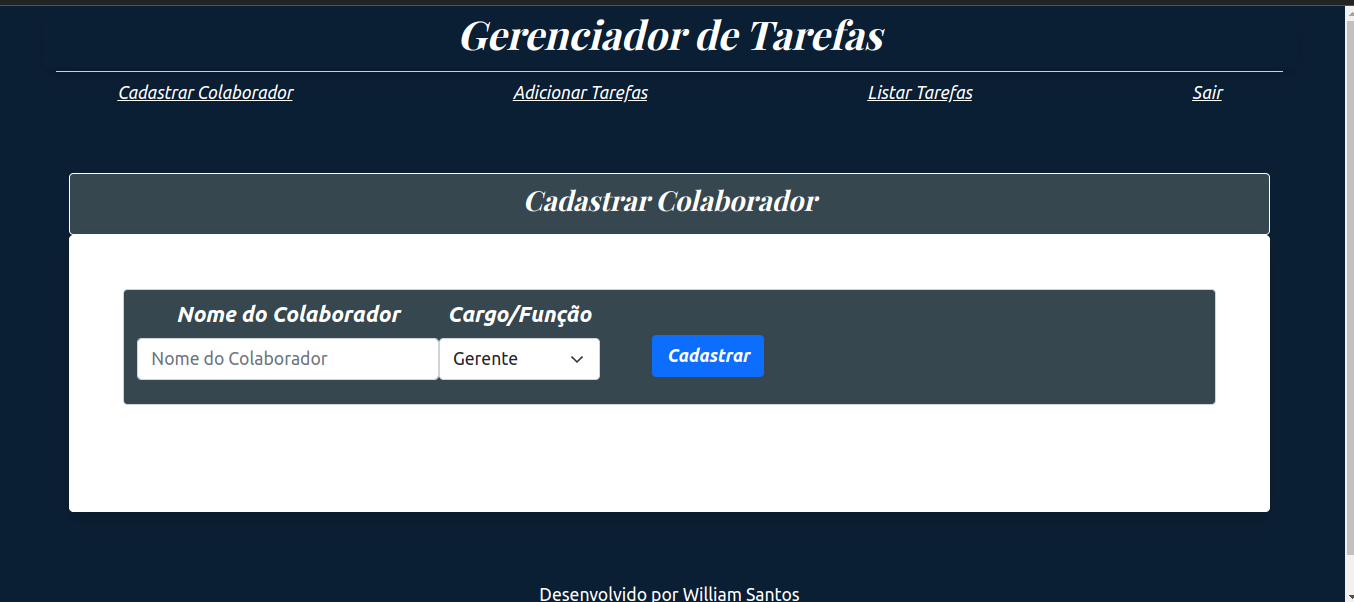 Gerenciador de Tarefas
Cadastrar Colaborador Adicionar Tarefas Listar Tarefas Sair
Cadastrar Colaborador
Nome do Colaborador Cargo/Função
Nome do Colaborador Gerente Cadastrar
Desenvolvido por William Santos